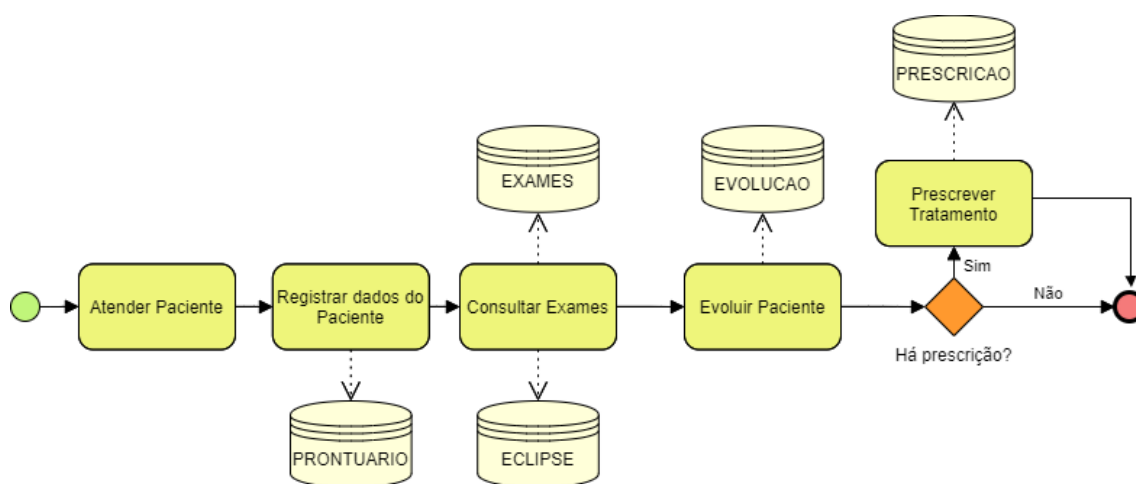 PRESCRICAO
EXAMES
EVOLUCAO
Prescrever
Tratamento
Sim
Atender Paciente
Registrar dados do
Paciente
Consultar Exames
Evoluir Paciente
Não
Há prescrição?
PRONTUARIO
ECLIPSE